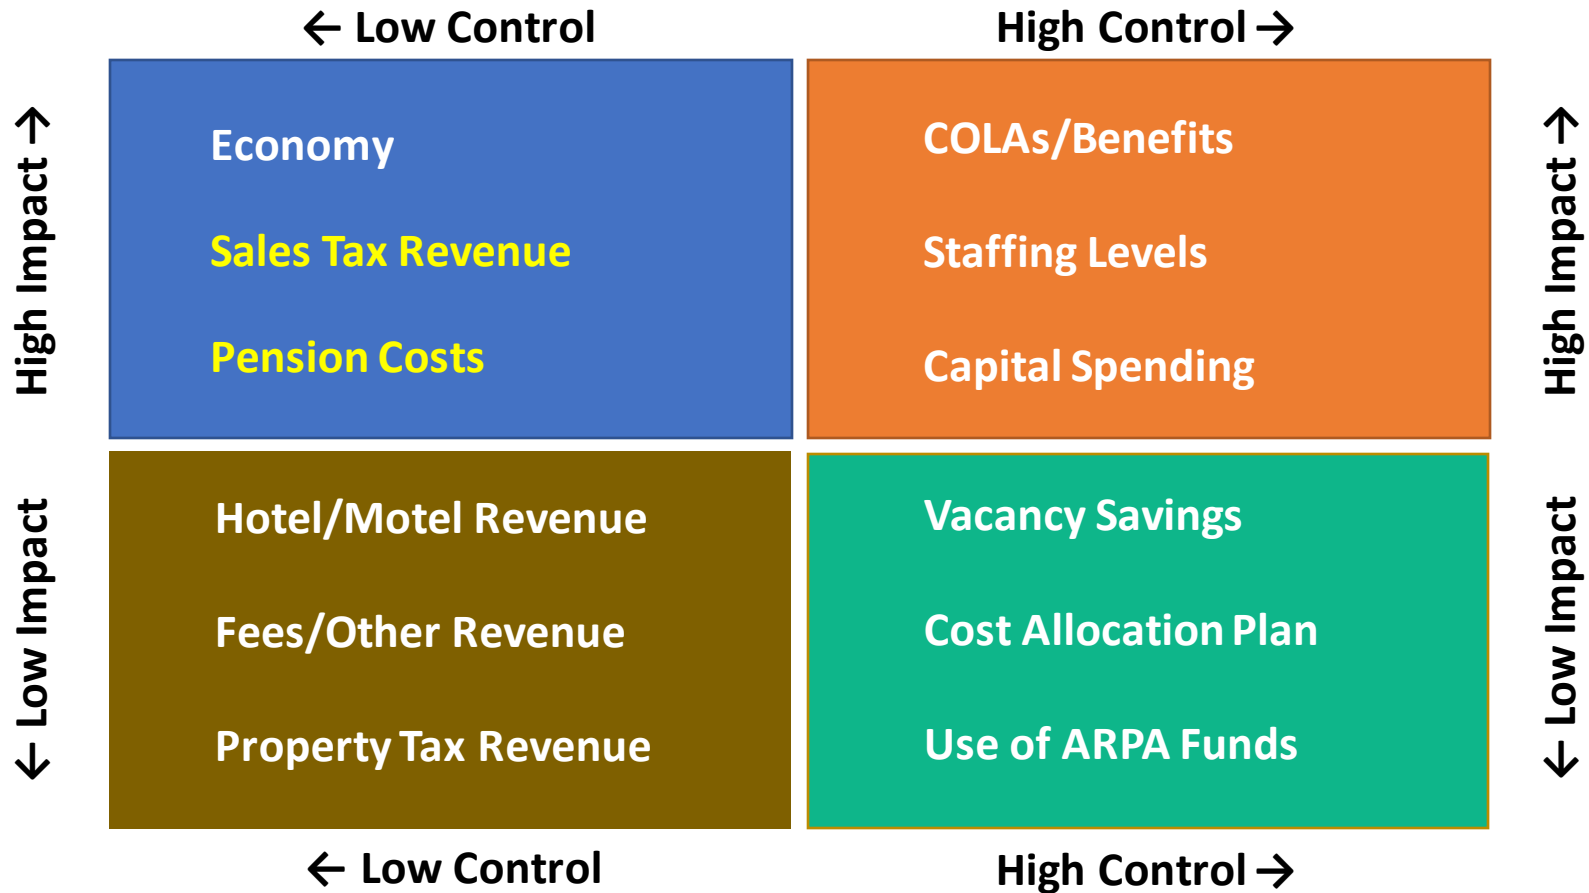 ← Low Control
High Control →
High Impact →
Economy
Sales Tax Revenue
Pension Costs
COLAs/Benefits
Staffing Levels
Capital Spending
High Impact →
← Low Impact
Hotel/Motel Revenue
Fees/Other Revenue
Property Tax Revenue
Vacancy Savings
Cost Allocation Plan
Use of ARPA Funds
← Low Impact
← Low Control
High Control →